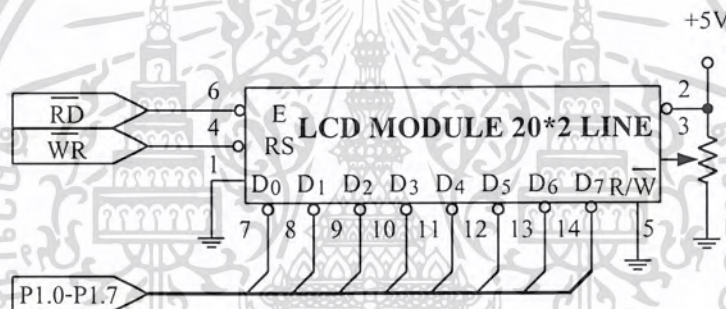 +5V
6
2
RD
E
LCD MODULE 20*2 LINE
3
4
WR
RS
1
D0 D1 D2 D3 D4 D5 D6 D7 R/W
7 8 9 10 11 12 13 14 5
P1.0-P1.7